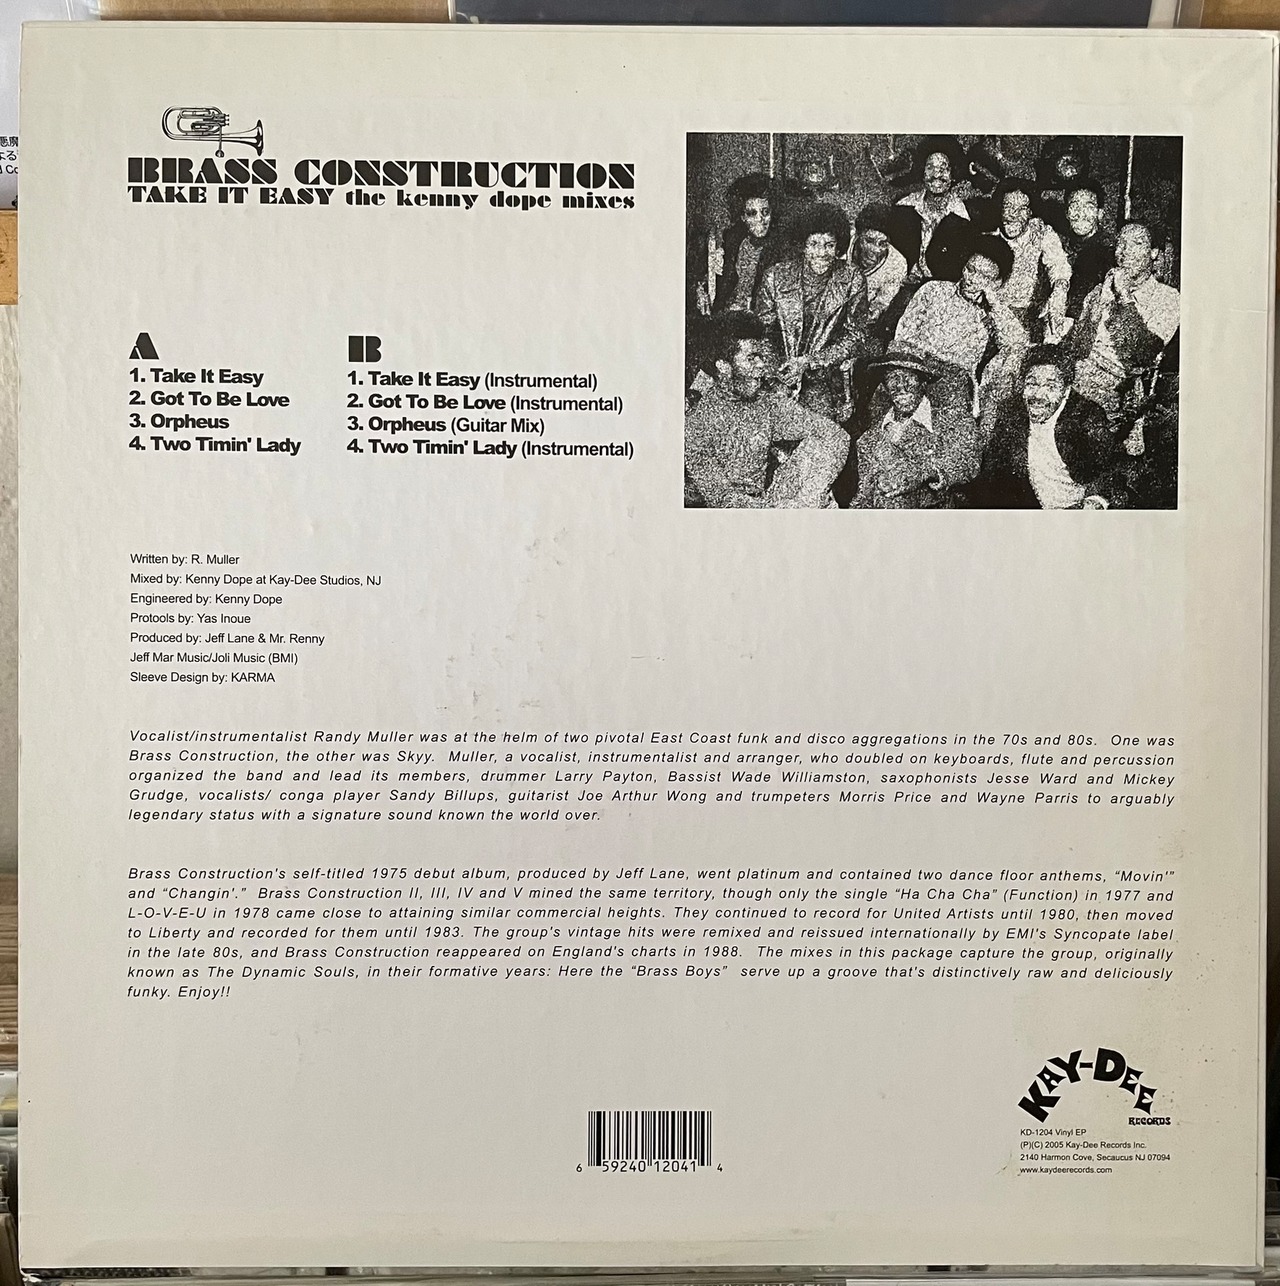 BRASS CONSTRUCTION
TAKE IT EASY the kenny dope mixes
A
1. Take It Easy
2. Got To Be Love
3. Orpheus
4. Two Timin' Lady
B
1. Take It Easy (Instrumental)
2. Got To Be Love (Instrumental)
3. Orpheus (Guitar Mix)
4. Two Timin' Lady (Instrumental)
Written by: R. Muller
Mixed by: Kenny Dope at Kay-Dee Studios, NJ
Engineered by: Kenny Dope
Protools by: Yas Inoue
Produced by: Jeff Lane & Mr. Renny
Jeff Mar Music/Joli Music (BMI)
Sleeve Design by: KARMA
Vocalist/instrumentalist Randy Muller was at the helm of two pivotal East Coast funk and disco aggregations in the 70s and 80s. One was
Brass Construction, the other was Skyy. Muller, a vocalist, instrumentalist and arranger, who doubled on keyboards, flute and percussion
organized the band and lead its members, drummer Larry Payton, Bassist Wade Williamston, saxophonists Jesse Ward and Mickey
Grudge, vocalists/ conga player Sandy Billups, guitarist Joe Arthur Wong and trumpeters Morris Price and Wayne Parris to arguably
legendary status with a signature sound known the world over.
Brass Construction's self-titled 1975 debut album, produced by Jeff Lane, went platinum and contained two dance floor anthems, “Movin'”
and “Changin'.” Brass Construction II, III, IV and V mined the same territory, though only the single “Ha Cha Cha” (Function) in 1977 and
L-O-V-E-U in 1978 came close to attaining similar commercial heights. They continued to record for United Artists until 1980, then moved
to Liberty and recorded for them until 1983. The group's vintage hits were remixed and reissued internationally by EMI's Syncopate label
in the late 80s, and Brass Construction reappeared on England's charts in 1988. The mixes in this package capture the group, originally
known as The Dynamic Souls, in their formative years: Here the “Brass Boys” serve up a groove that's distinctively raw and deliciously
funky. Enjoy!!
KAY-DEE
RECORDS
KD-1204 Vinyl EP
(P)(C) 2005 Kay-Dee Records Inc.
2140 Harmon Cove, Secaucus NJ 07094
www.kaydeerecords.com
6 59240 12041 4